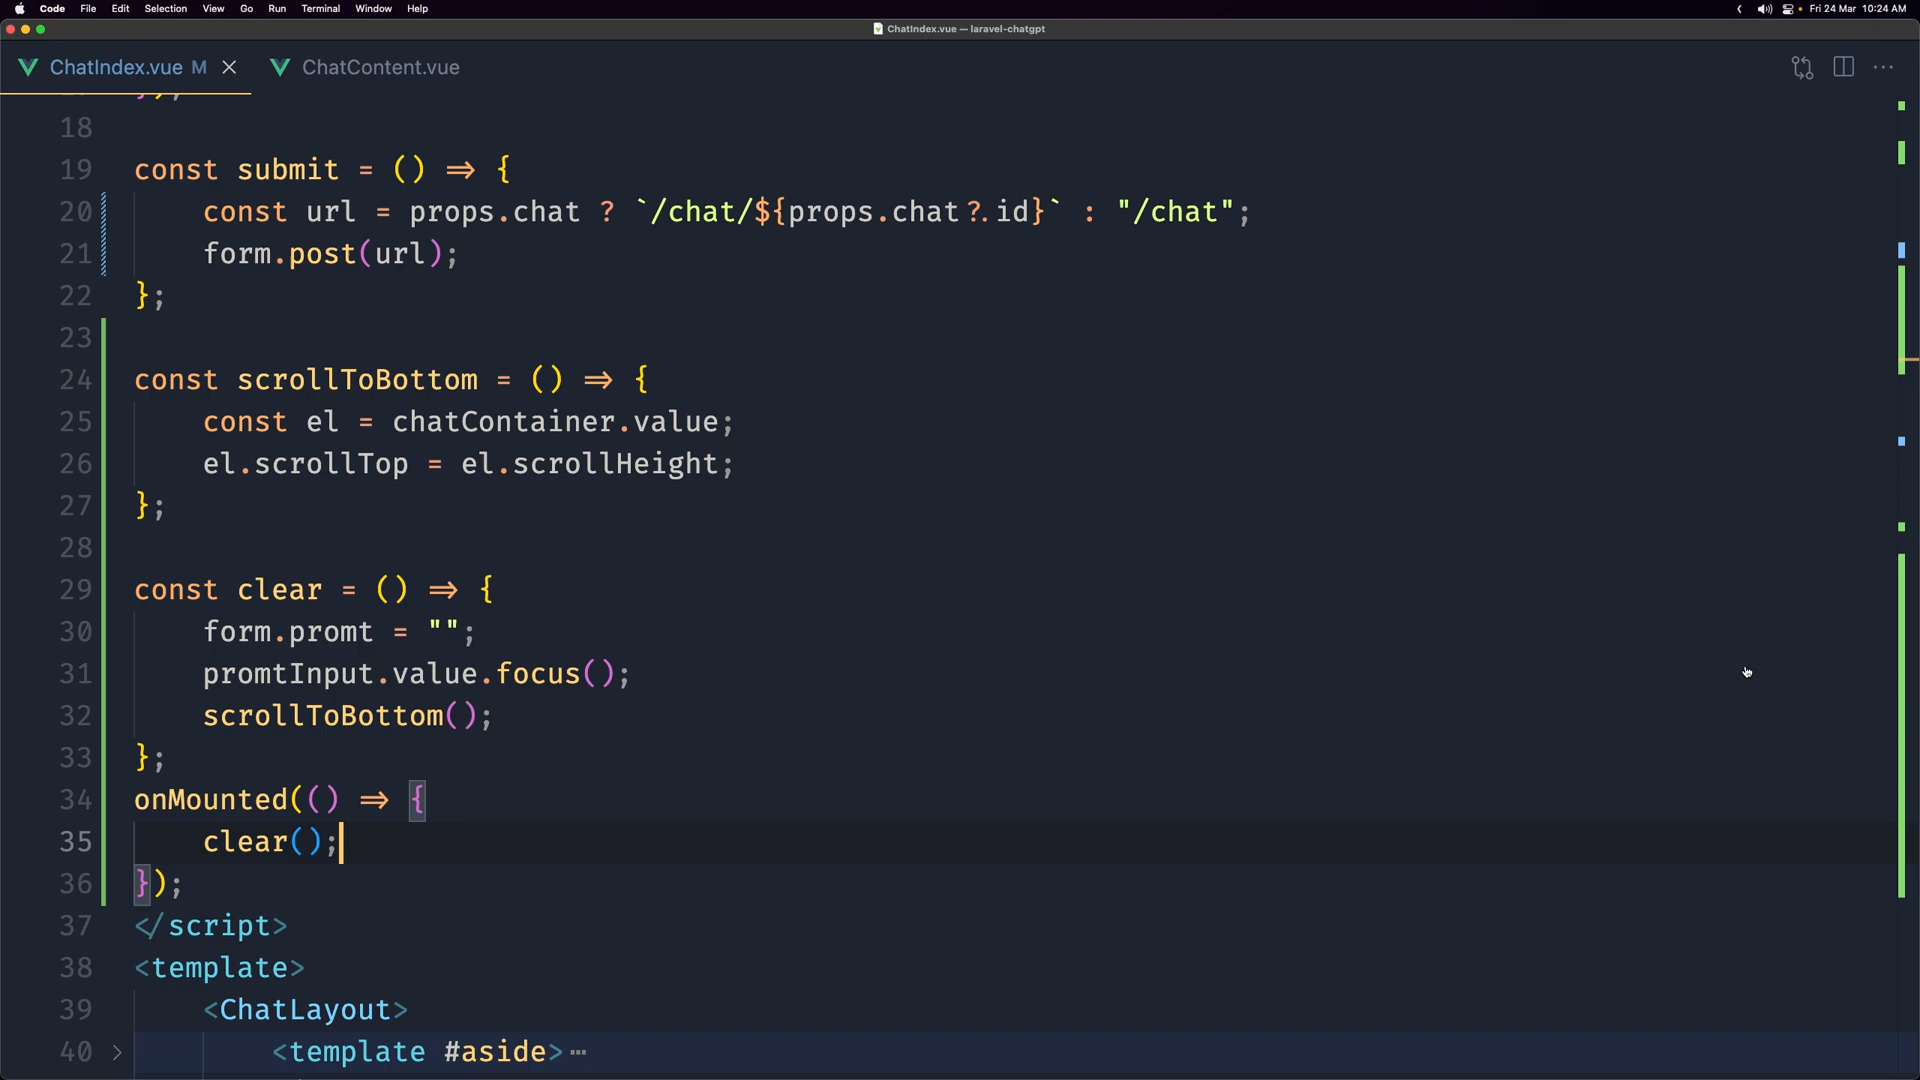 Code File Edit Selection View Go Run Terminal Window Help Fri 24 Mar 10:24 AM
ChatIndex.vue — laravel-chatgpt
ChatIndex.vue M ChatContent.vue
18
19 const submit = () => {
20 const url = props.chat ? `/chat/${props.chat?.id}` : "/chat";
21 form.post(url);
22 };
23
24 const scrollToBottom = () => {
25 const el = chatContainer.value;
26 el.scrollTop = el.scrollHeight;
27 };
28
29 const clear = () => {
30 form.promt = "";
31 promtInput.value.focus();
32 scrollToBottom();
33 };
34 onMounted(() => {
35 clear();
36 });
37 </script>
38 <template>
39 <ChatLayout>
40 <template #aside>